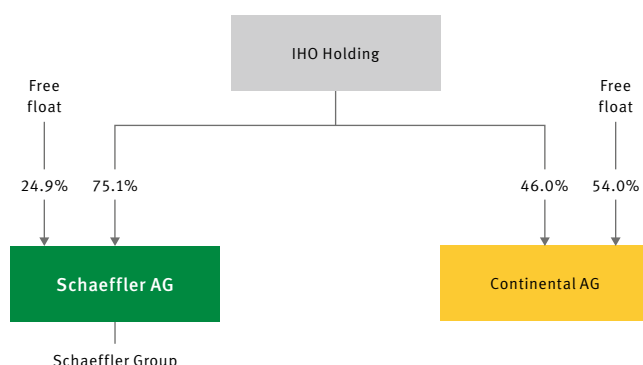 IHO Holding
Free
float
Free
float
24.9%
75.1%
46.0%
54.0%
Schaeffler AG
Continental AG
Schaeffler Group